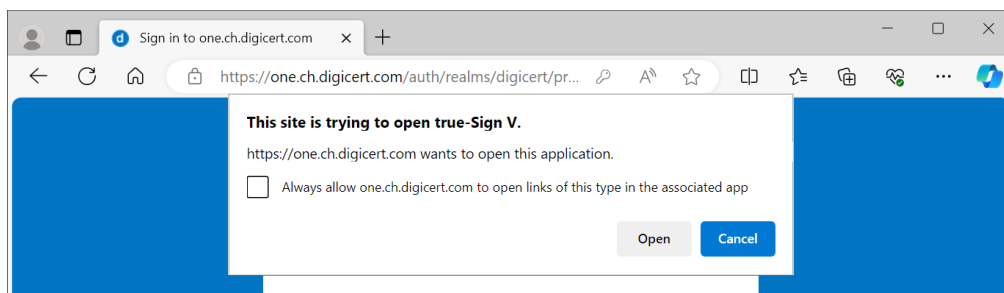 Sign in to one.ch.digicert.com
https://one.ch.digicert.com/auth/realms/digicert/pr...
This site is trying to open true-Sign V.
https://one.ch.digicert.com wants to open this application.
Always allow one.ch.digicert.com to open links of this type in the associated app
Open
Cancel